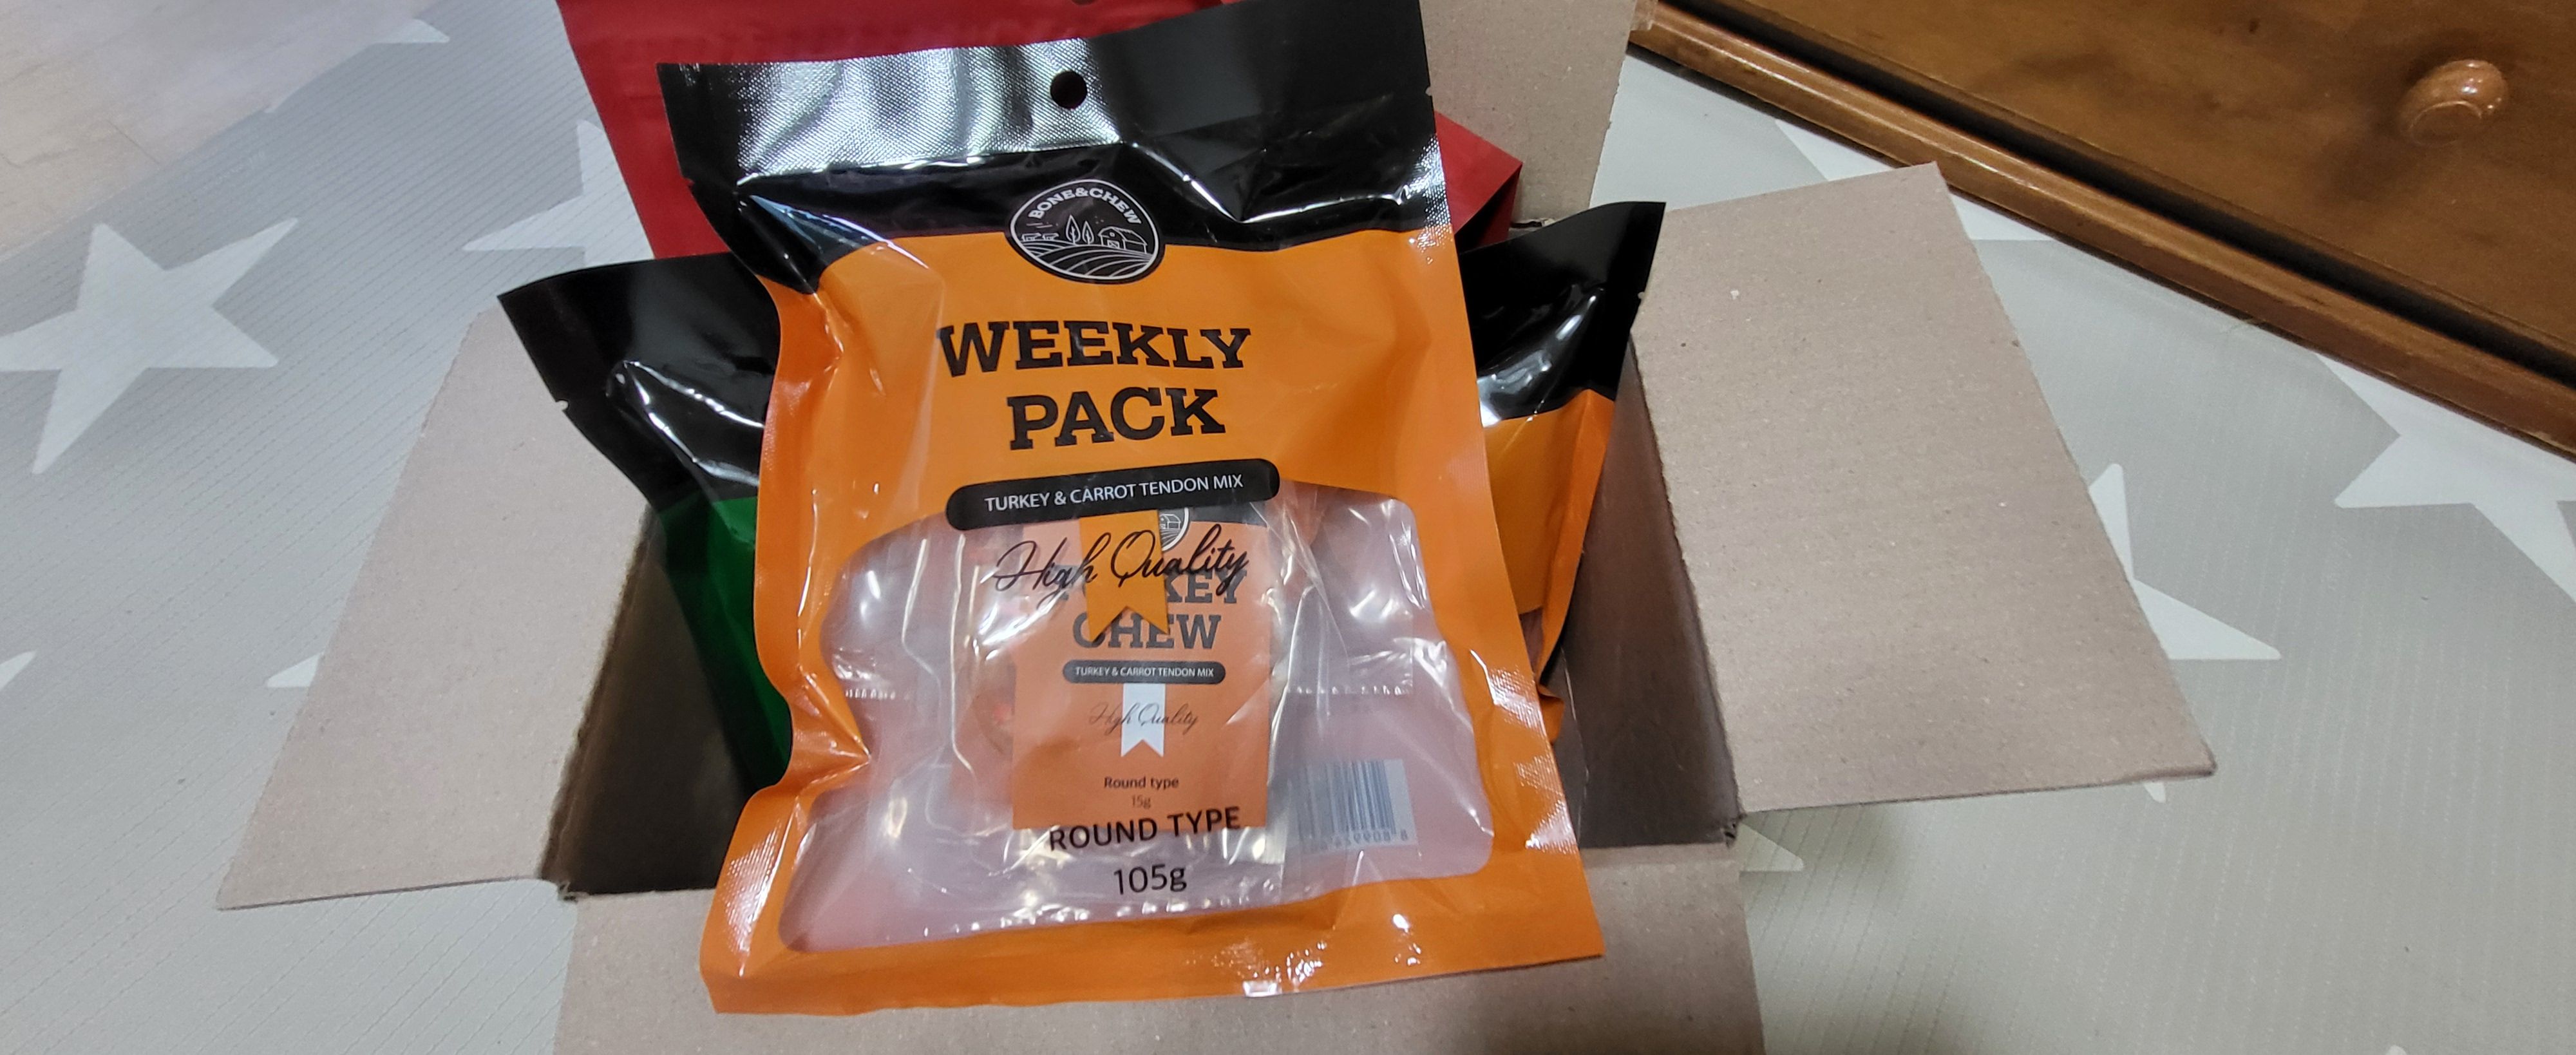 BONE&CHEW
WEEKLY
PACK
TURKEY & CARROT TENDON MIX
High Quality
CHEW
TURKEY & CARROT TENDON MIX
High Quality
Round type
15g
ROUND TYPE
105g